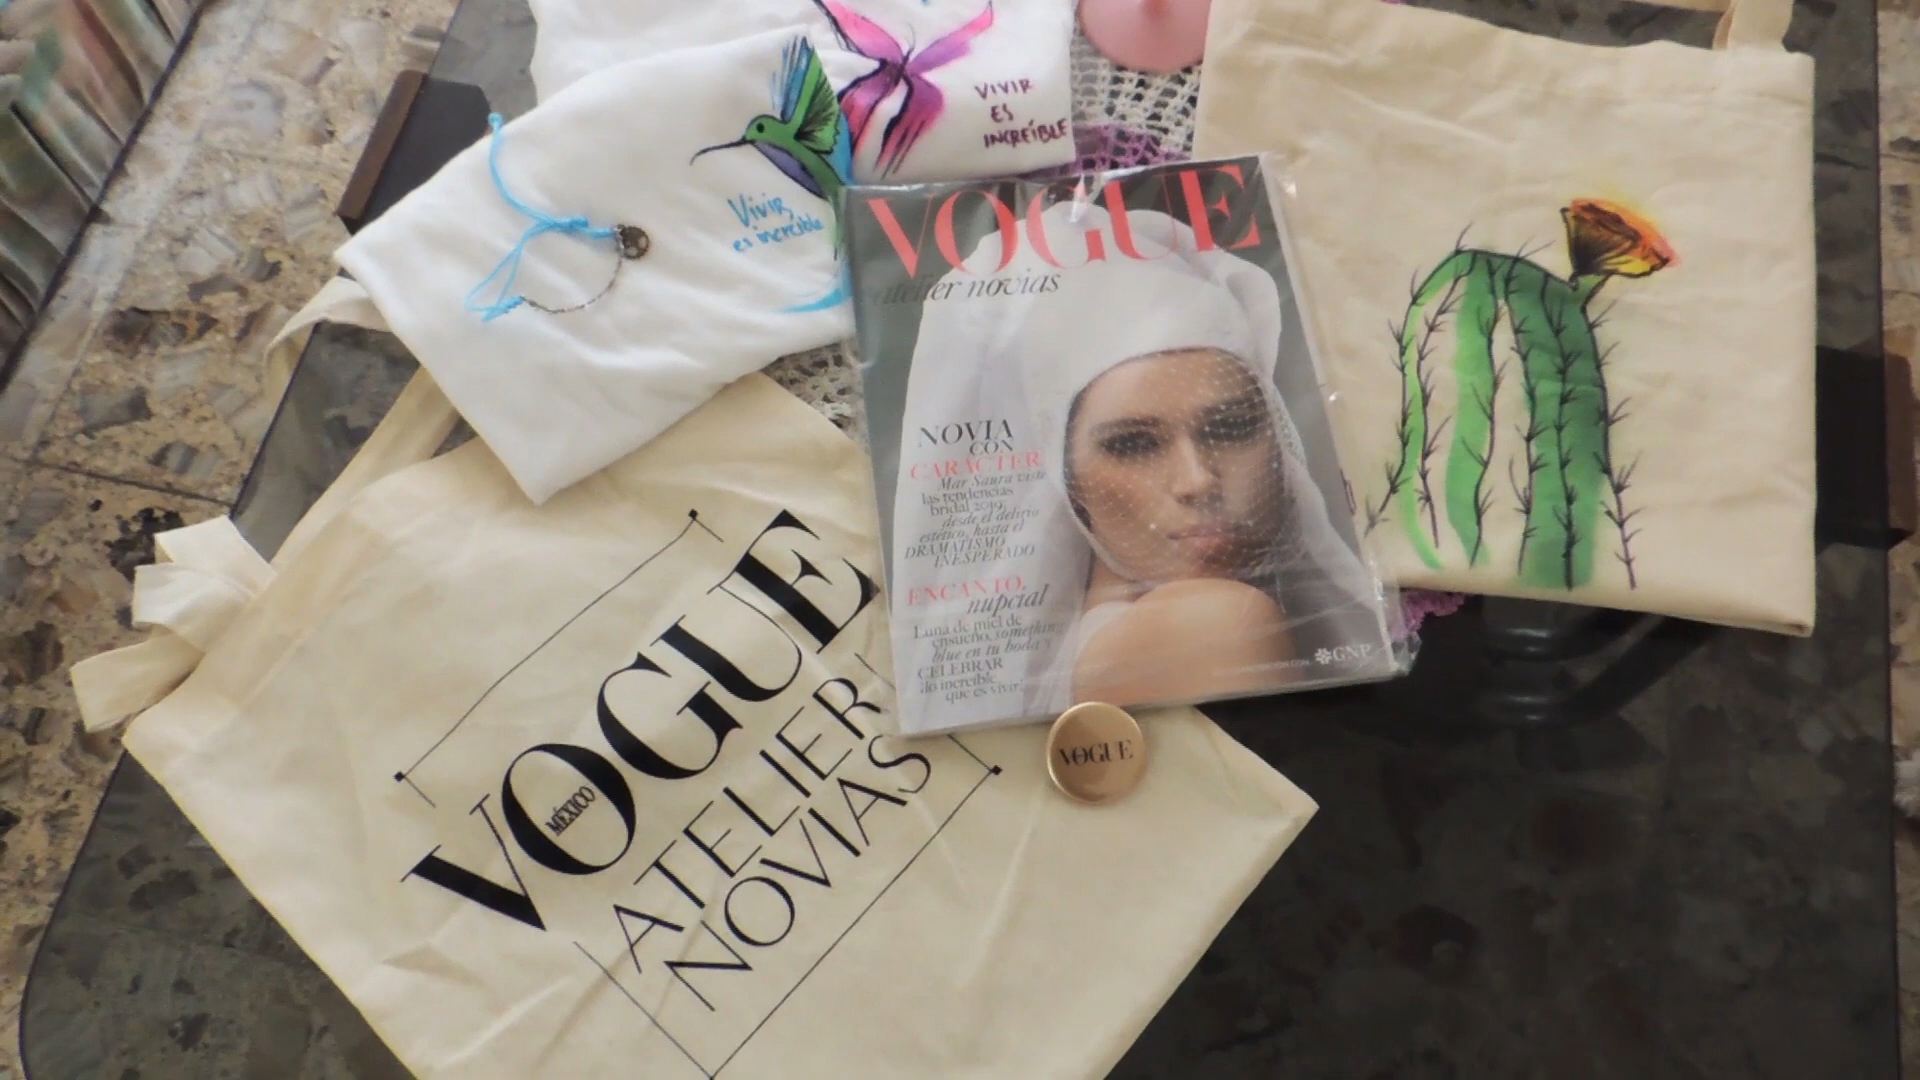 VIVIR
ES
INCREÍBLE
Vivir
es increíble
VOGUE
atelier novias
NOVIA
CON
CARÁCTER
Mar Saura viste
las tendencias
bridal 2019,
desde el delirio
estético, hasta el
DRAMATISMO
INESPERADO
ENCANTO
nupcial
Luna de miel de
ensueño, something
blue en tu boda y
CELEBRAR
¡lo increíble
que es vivir!
GNP
VOGUE
VOGUE
MÉXICO
ATELIER
NOVIAS